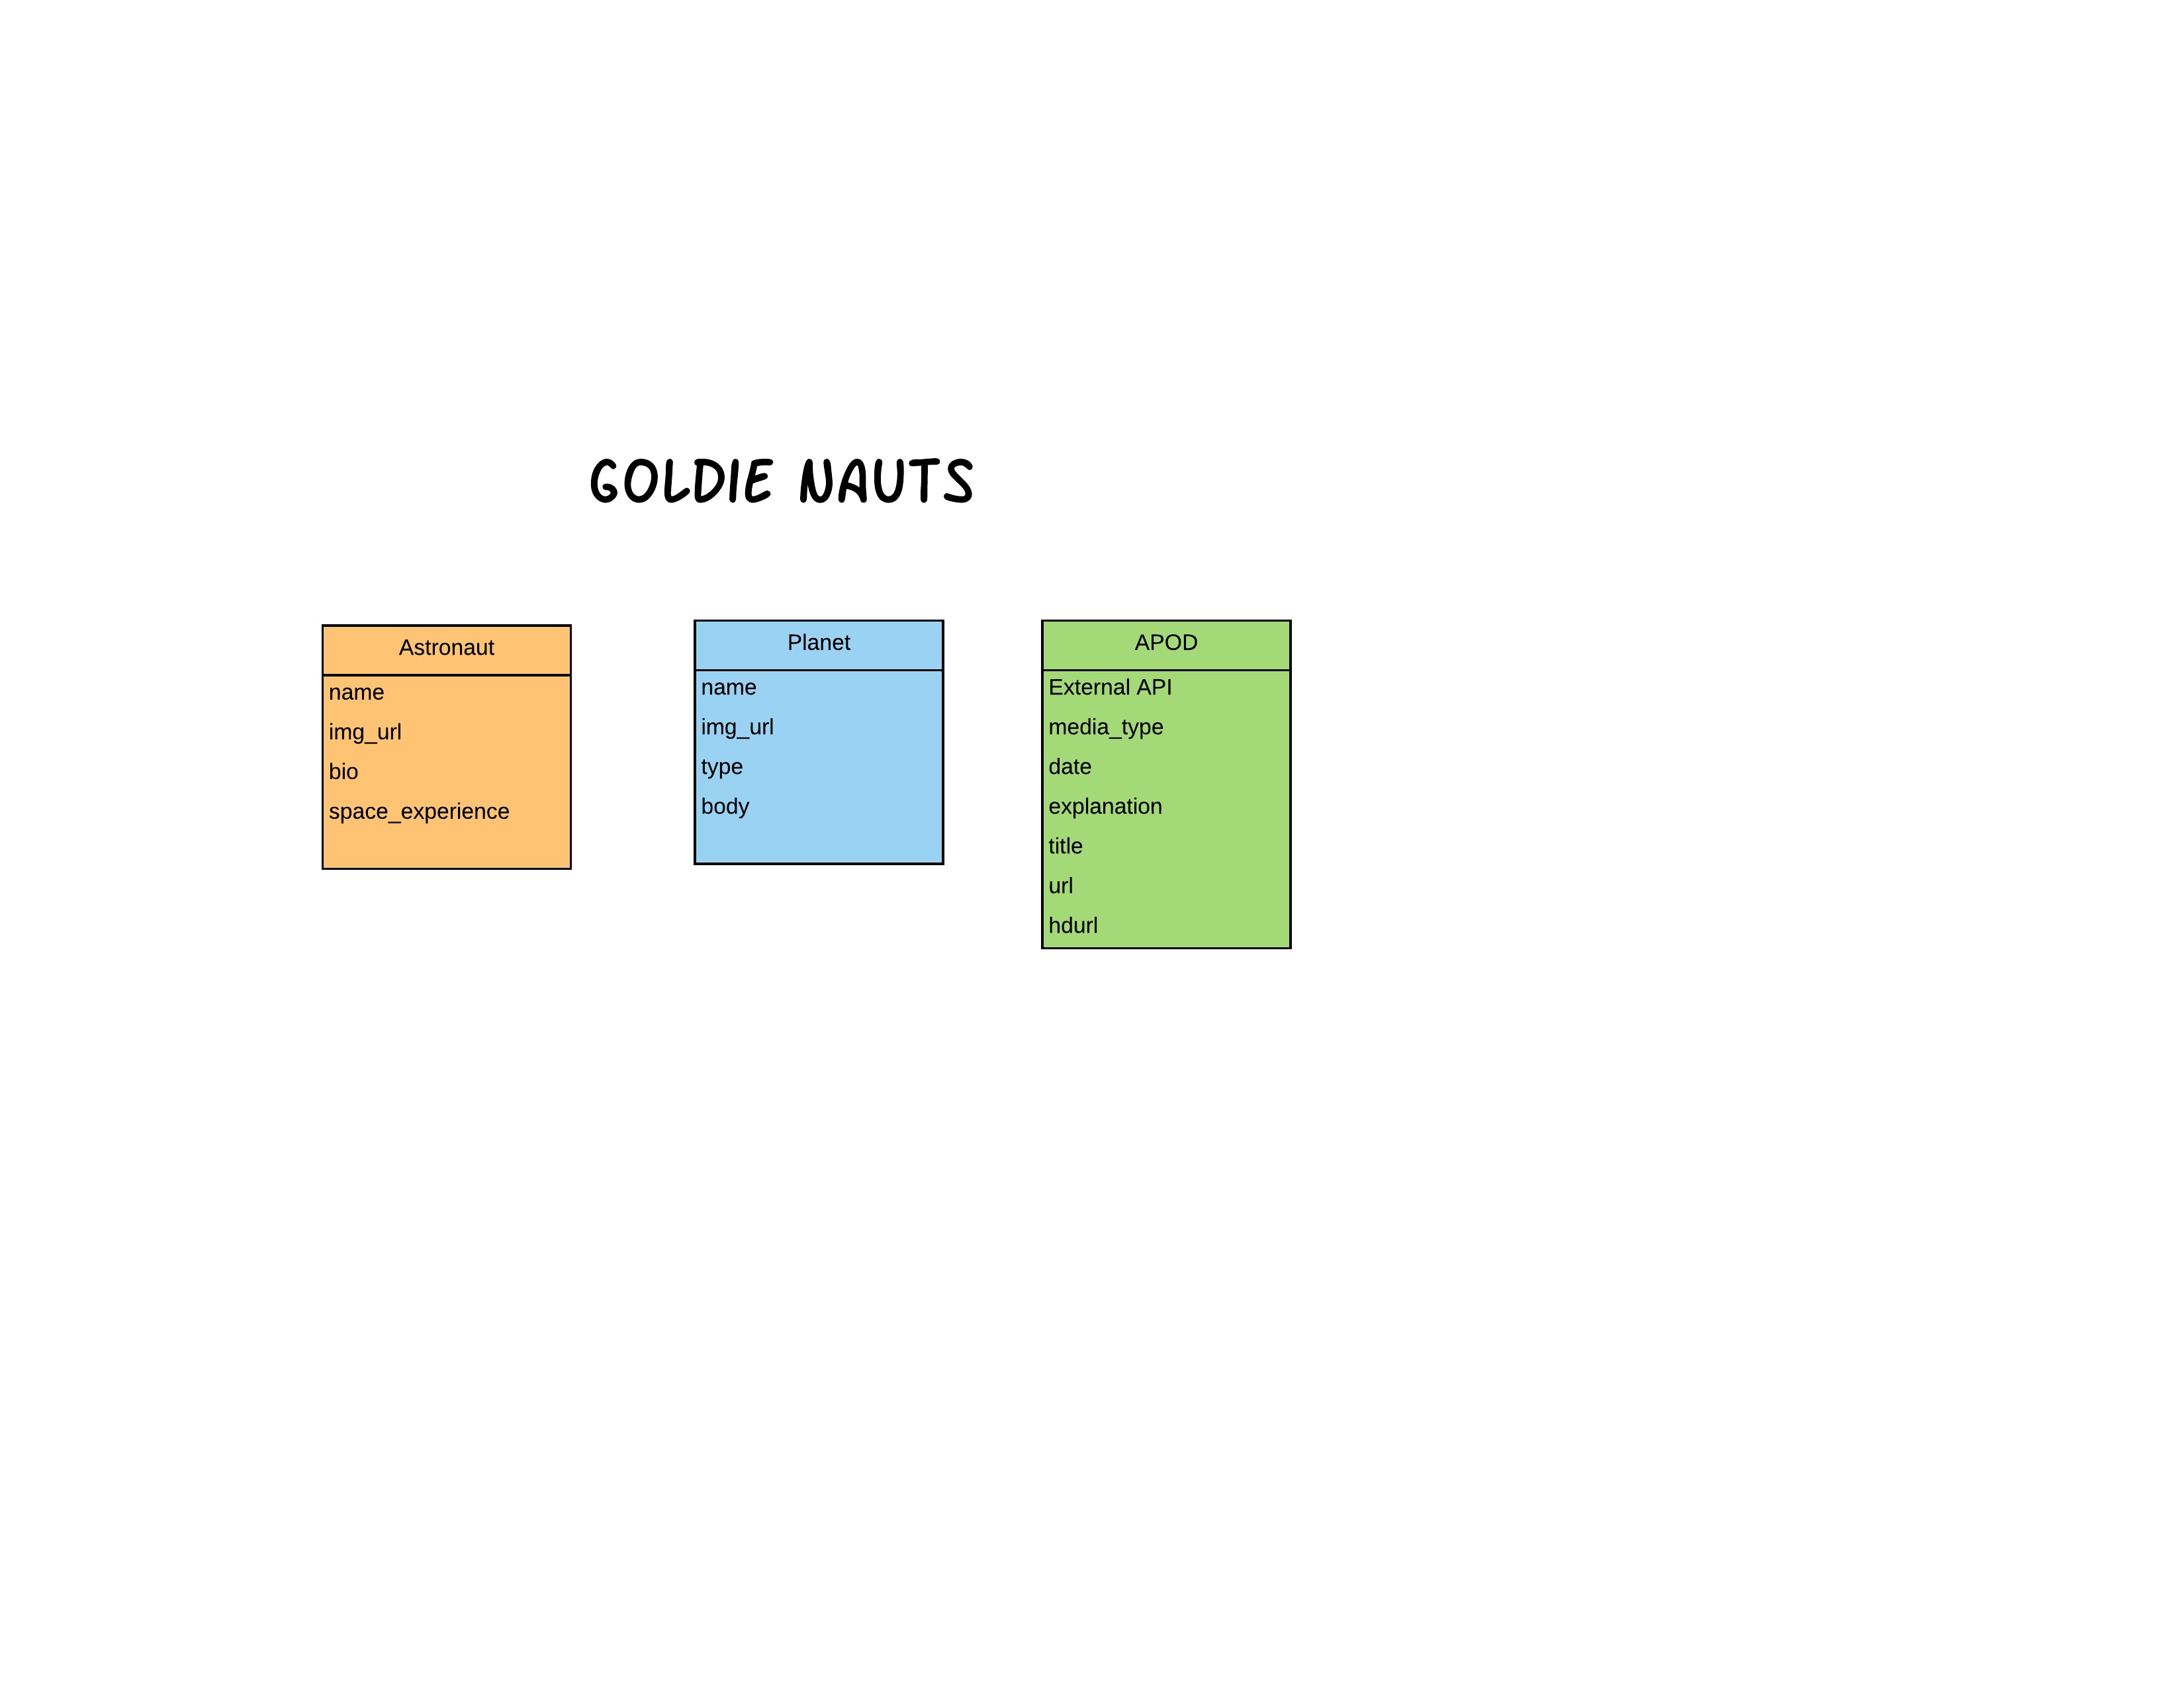 GOLDIE NAUTS
Astronaut
name
img_url
bio
space_experience
Planet
name
img_url
type
body
APOD
External API
media_type
date
explanation
title
url
hdurl